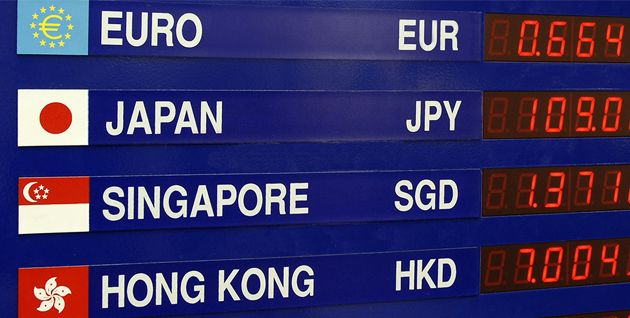 € EURO EUR 0.664
JAPAN JPY 109.0
SINGAPORE SGD 1.371
HONG KONG HKD 7.004